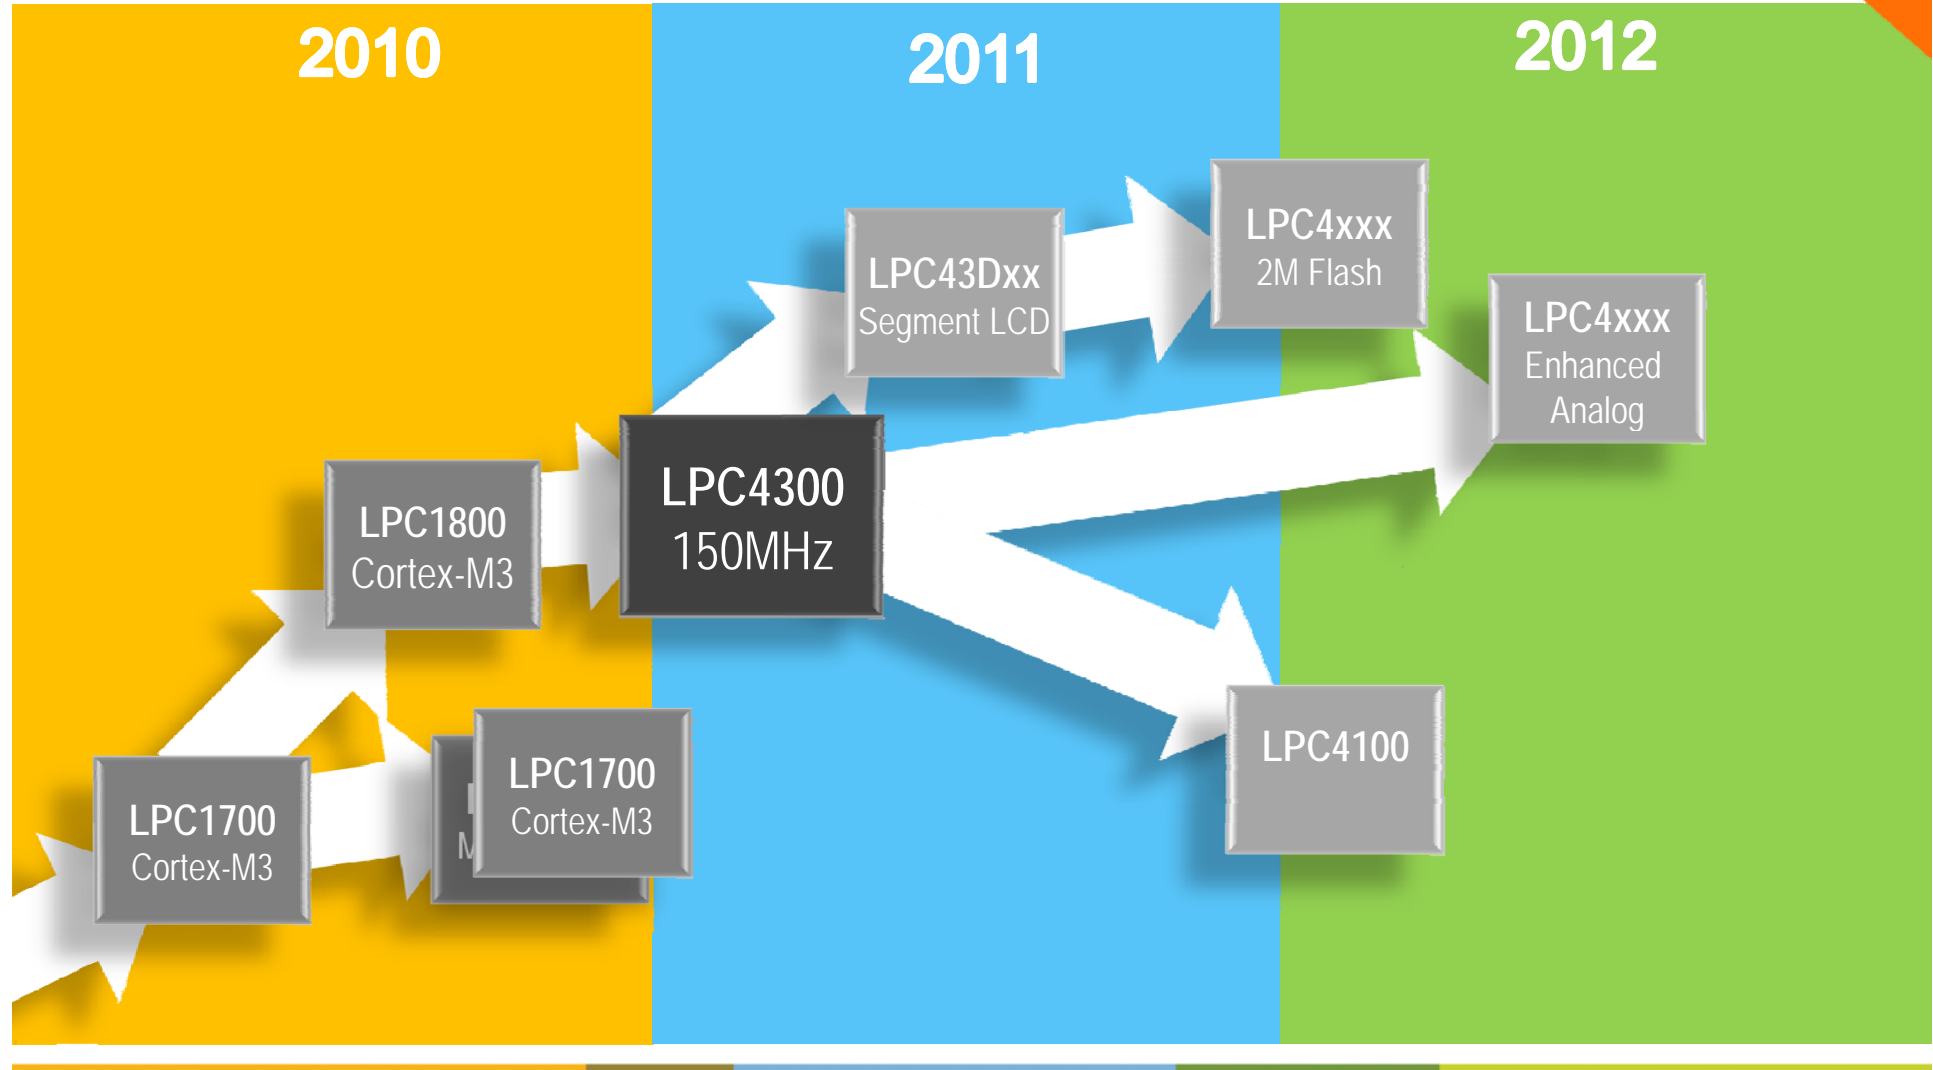 2010
2011
2012
LPC4xxx
2M Flash
LPC43Dxx
Segment LCD
LPC4xxx
Enhanced
Analog
LPC4300
150MHz
LPC1800
Cortex-M3
LPC1700
Cortex-M3
LPC1700
Cortex-M3
LPC4100